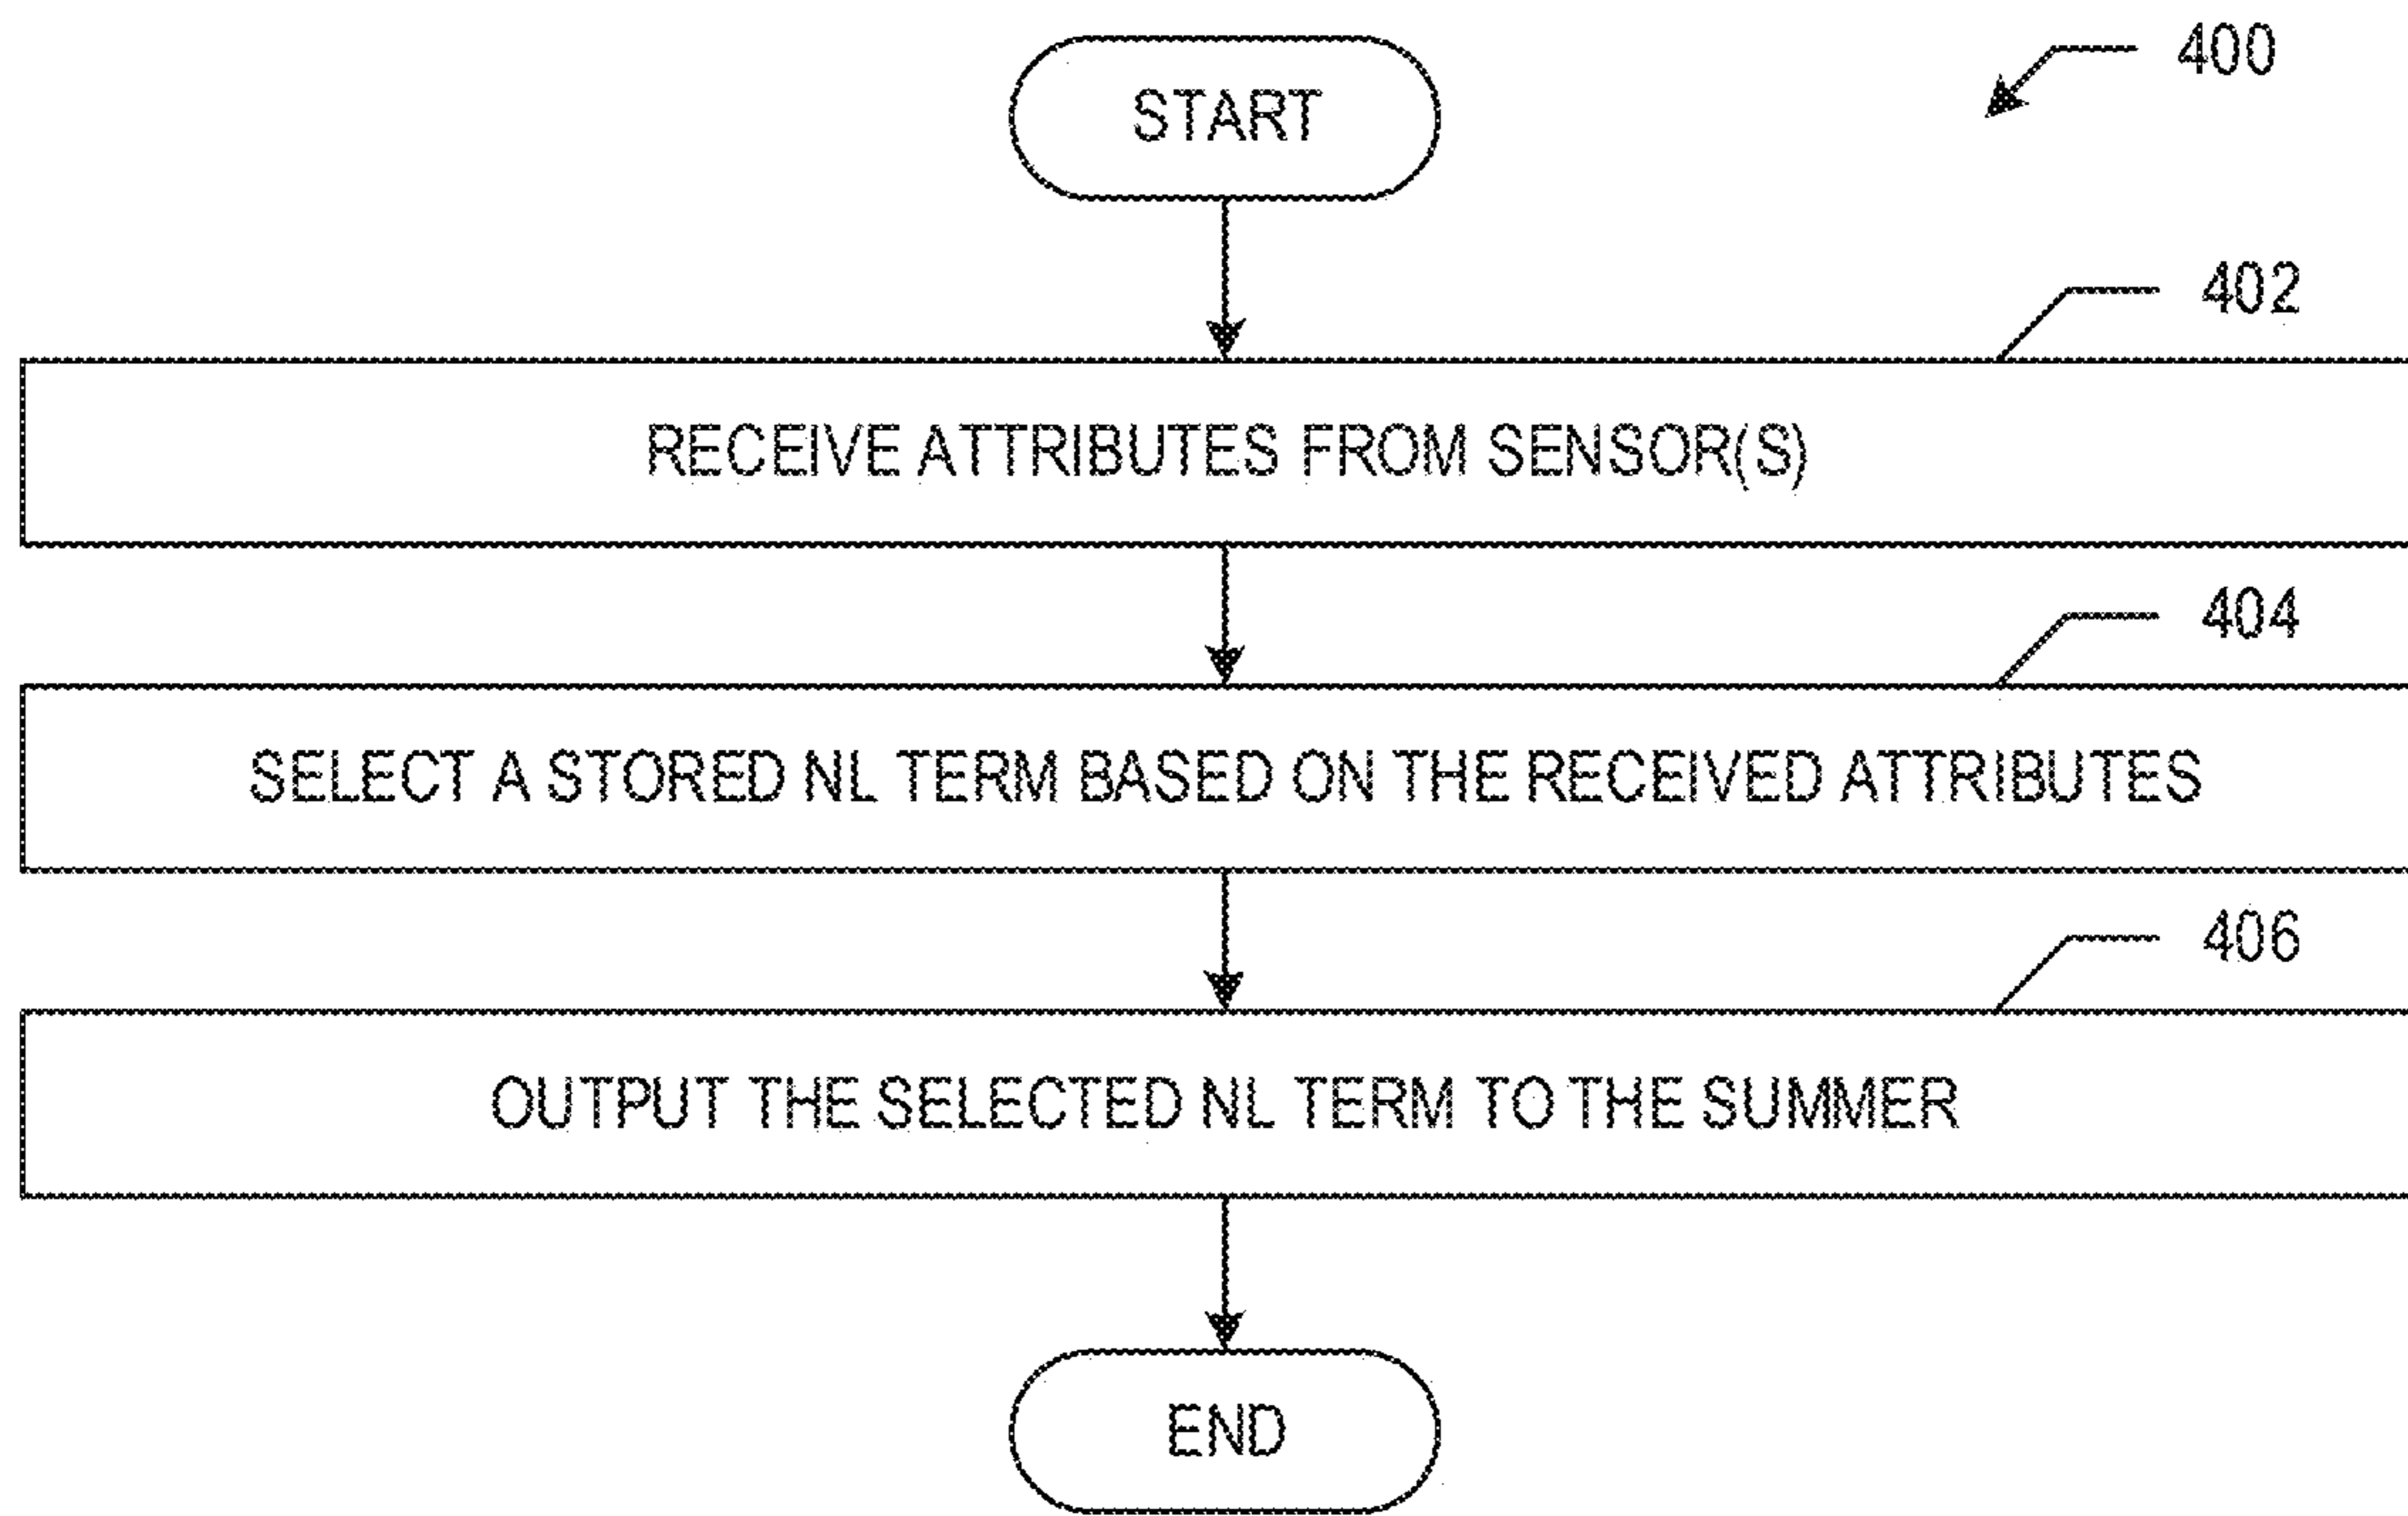 400
START
402
RECEIVE ATTRIBUTES FROM SENSOR(S)
404
SELECT A STORED NL TERM BASED ON THE RECEIVED ATTRIBUTES
406
OUTPUT THE SELECTED NL TERM TO THE SUMMER
END